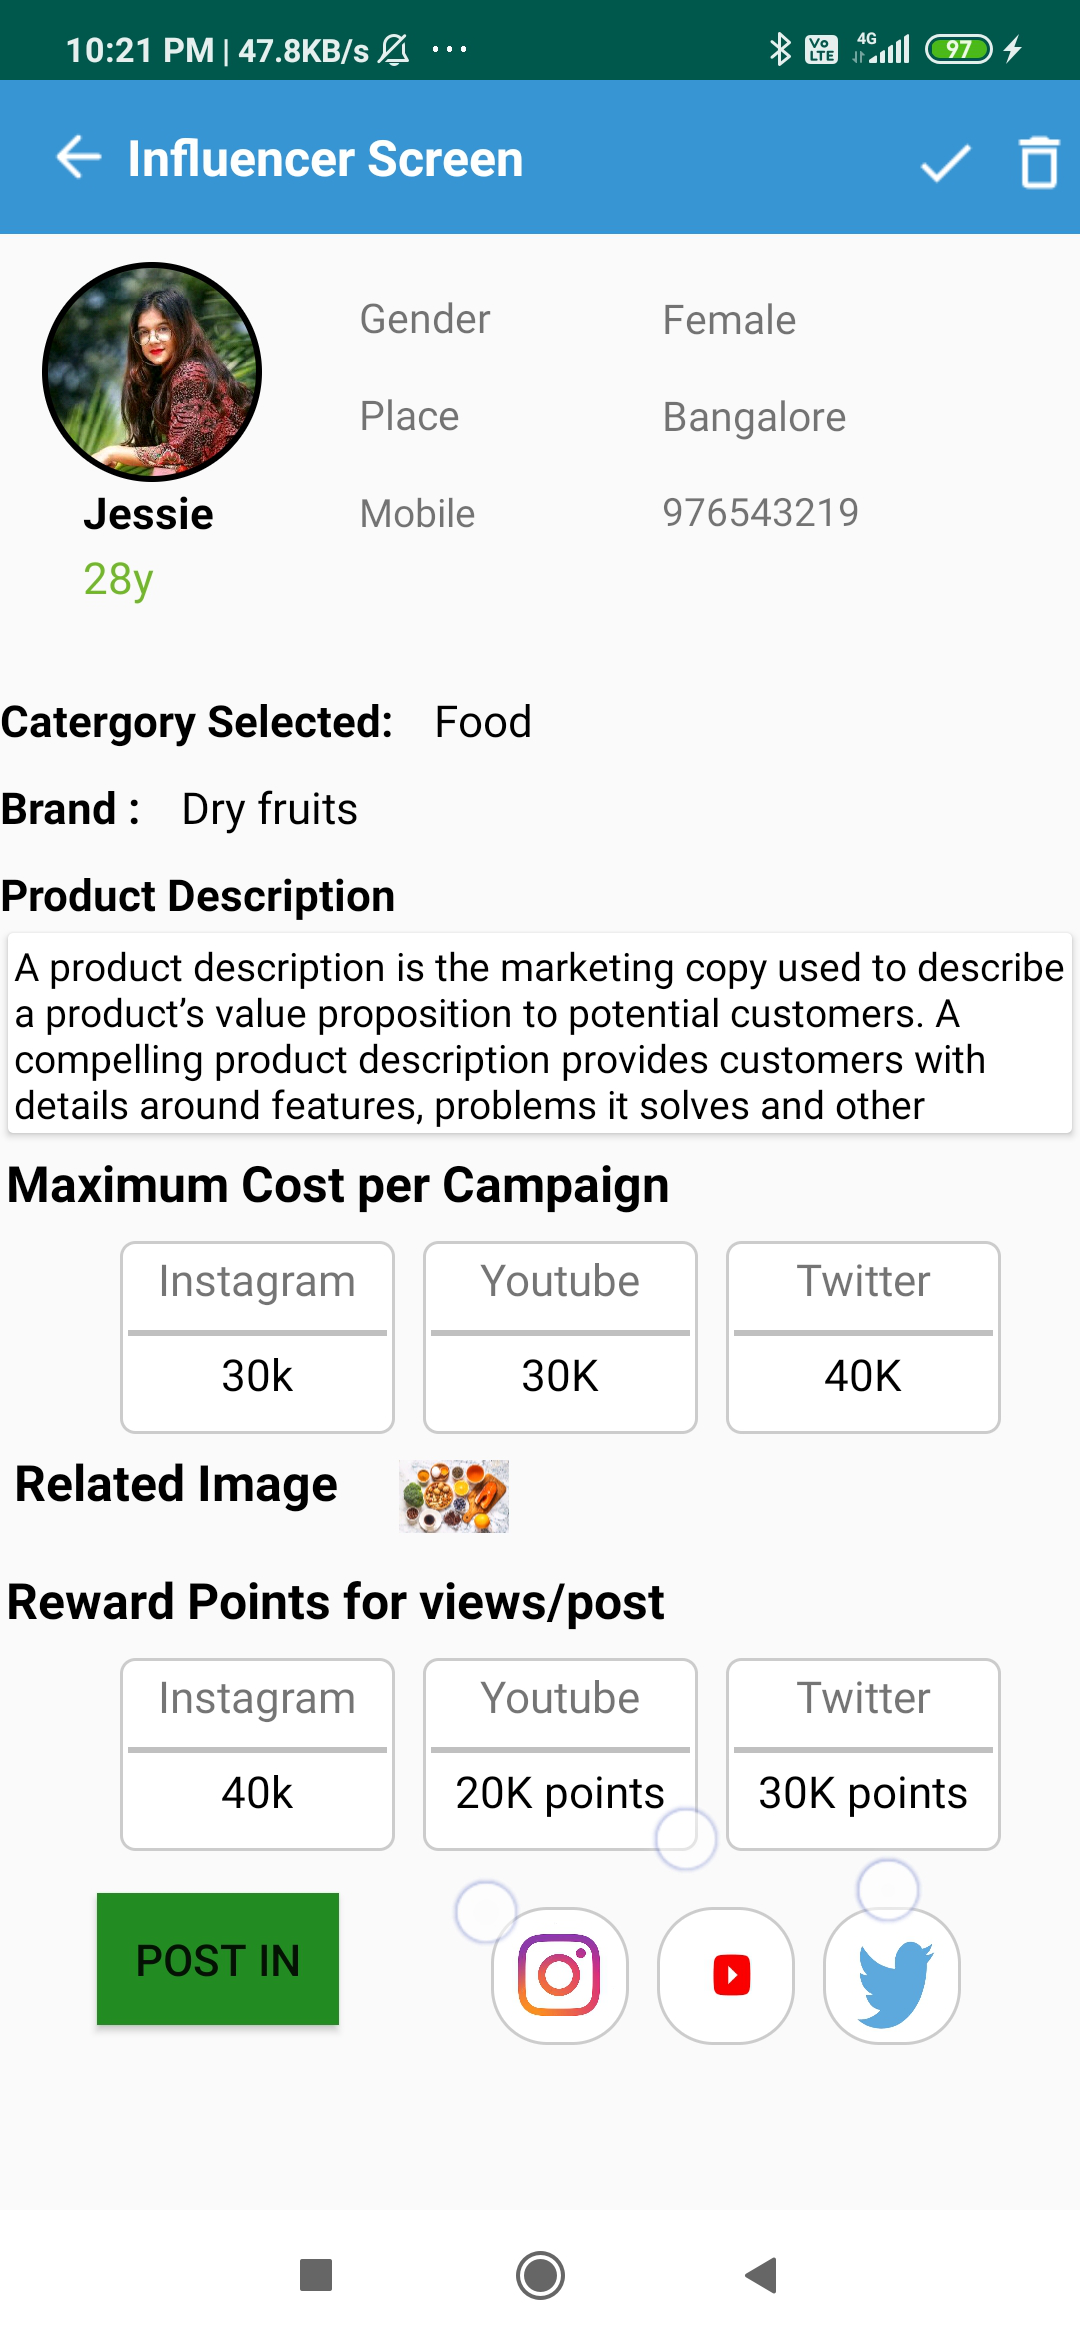 10:21 PM | 47.8KB/s ...
Vo LTE 4G 97
Influencer Screen
Gender Female
Place Bangalore
Mobile 976543219
Jessie
28y
Catergory Selected: Food
Brand : Dry fruits
Product Description
A product description is the marketing copy used to describe
a product’s value proposition to potential customers. A
compelling product description provides customers with
details around features, problems it solves and other
Maximum Cost per Campaign
Instagram Youtube Twitter
30k 30K 40K
Related Image
Reward Points for views/post
Instagram Youtube Twitter
40k 20K points 30K points
POST IN